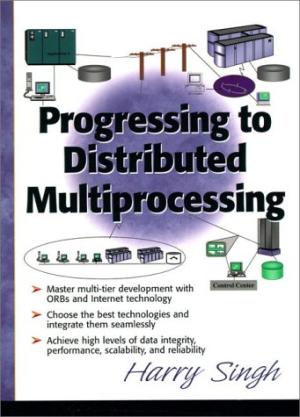 Progressing to
Distributed
Multiprocessing
Master multi-tier development with
ORBs and Internet technology
Choose the best technologies and
integrate them seamlessly
Achieve high levels of data integrity,
performance, scalability, and reliability
Control Center
Harry Singh